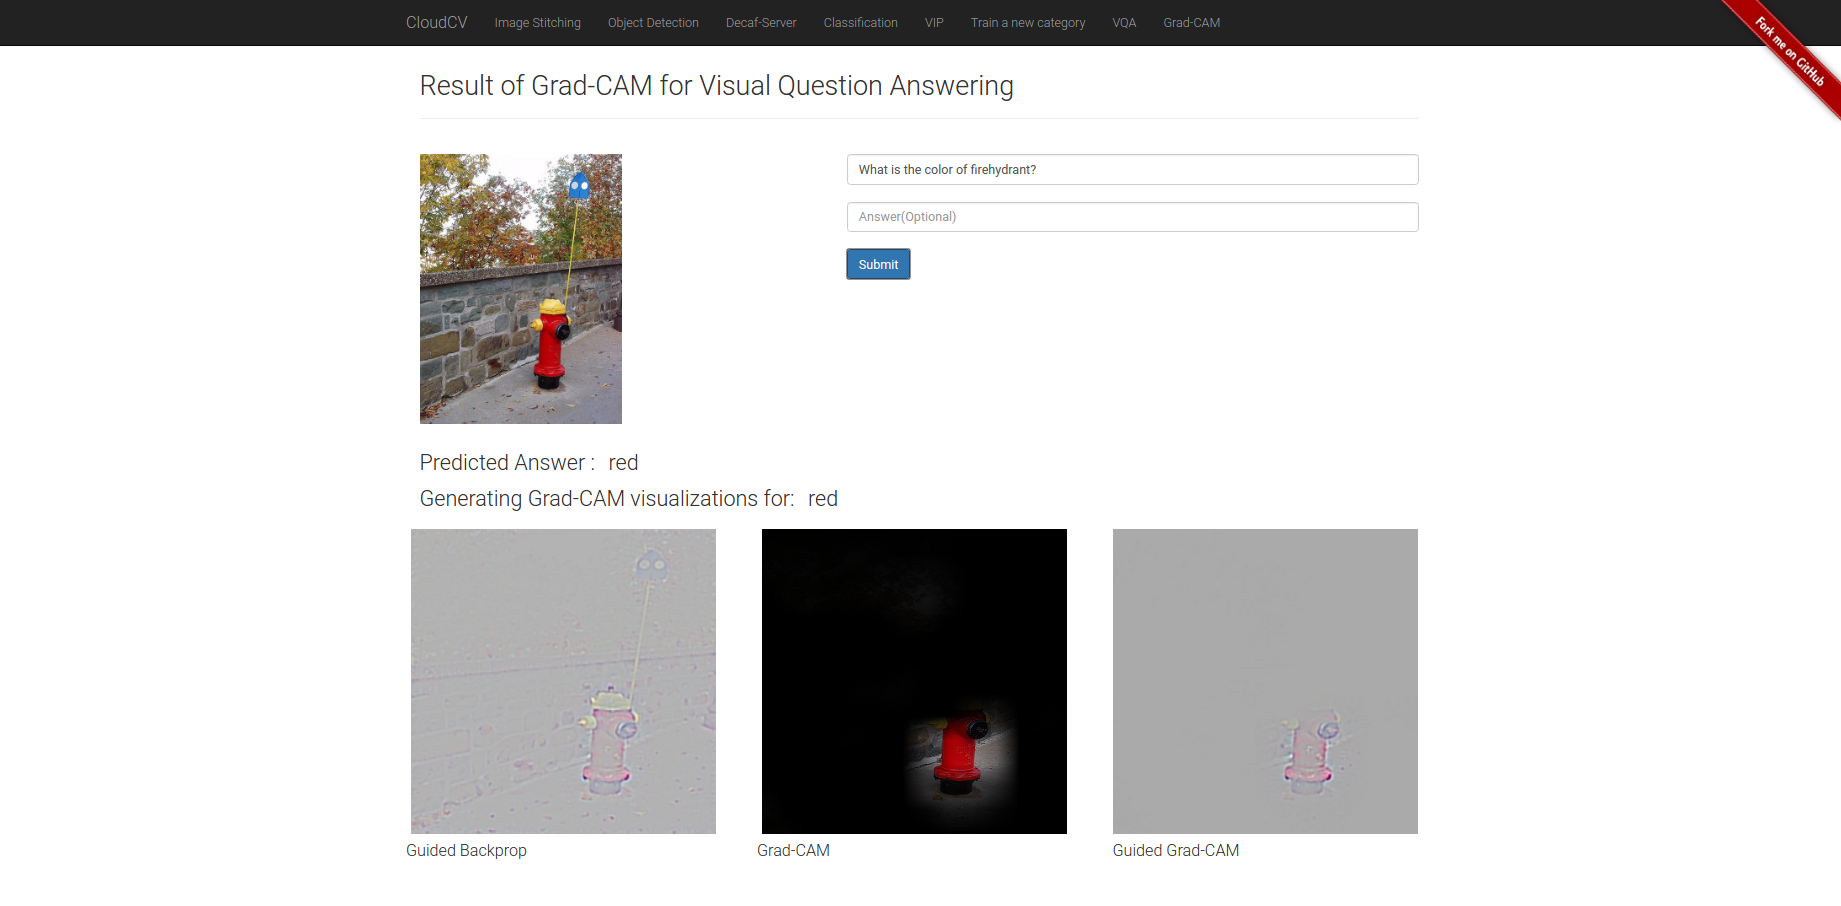 CloudCV Image Stitching Object Detection Decaf-Server Classification VIP Train a new category VQA Grad-CAM
Fork me on GitHub
Result of Grad-CAM for Visual Question Answering
What is the color of firehydrant?
Answer(Optional)
Submit
Predicted Answer : red
Generating Grad-CAM visualizations for: red
Guided Backprop Grad-CAM Guided Grad-CAM